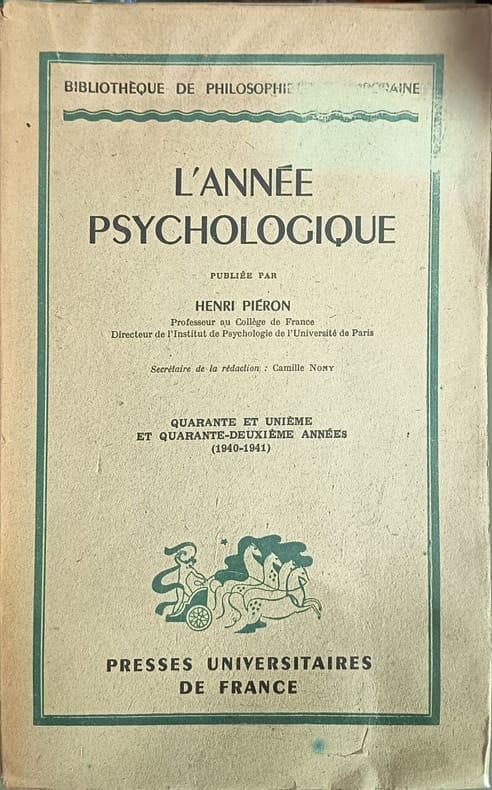 BIBLIOTHÈQUE DE PHILOSOPHIE CONTEMPORAINE
L'ANNÉE
PSYCHOLOGIQUE
PUBLIÉE PAR
HENRI PIÉRON
Professeur au Collège de France
Directeur de l'Institut de Psychologie de l'Université de Paris
Secrétaire de la rédaction : Camille NONY
QUARANTE ET UNIÈME
ET QUARANTE-DEUXIÈME ANNÉES
(1940-1941)
PRESSES UNIVERSITAIRES
DE FRANCE